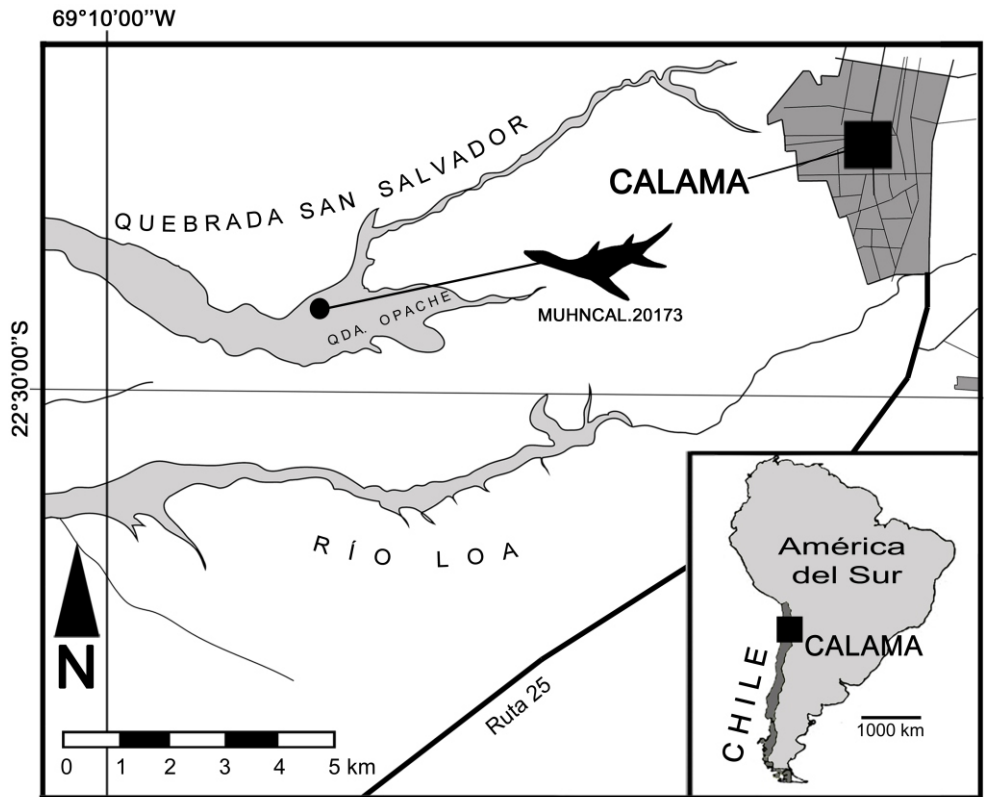 69°10'00''W
QUEBRADA SAN SALVADOR
CALAMA
QDA. OPACHE
MUHNCAL.20173
22°30'00''S
RÍO LOA
N
0 1 2 3 4 5 km
Ruta 25
América
del Sur
CALAMA
CHILE
1000 km